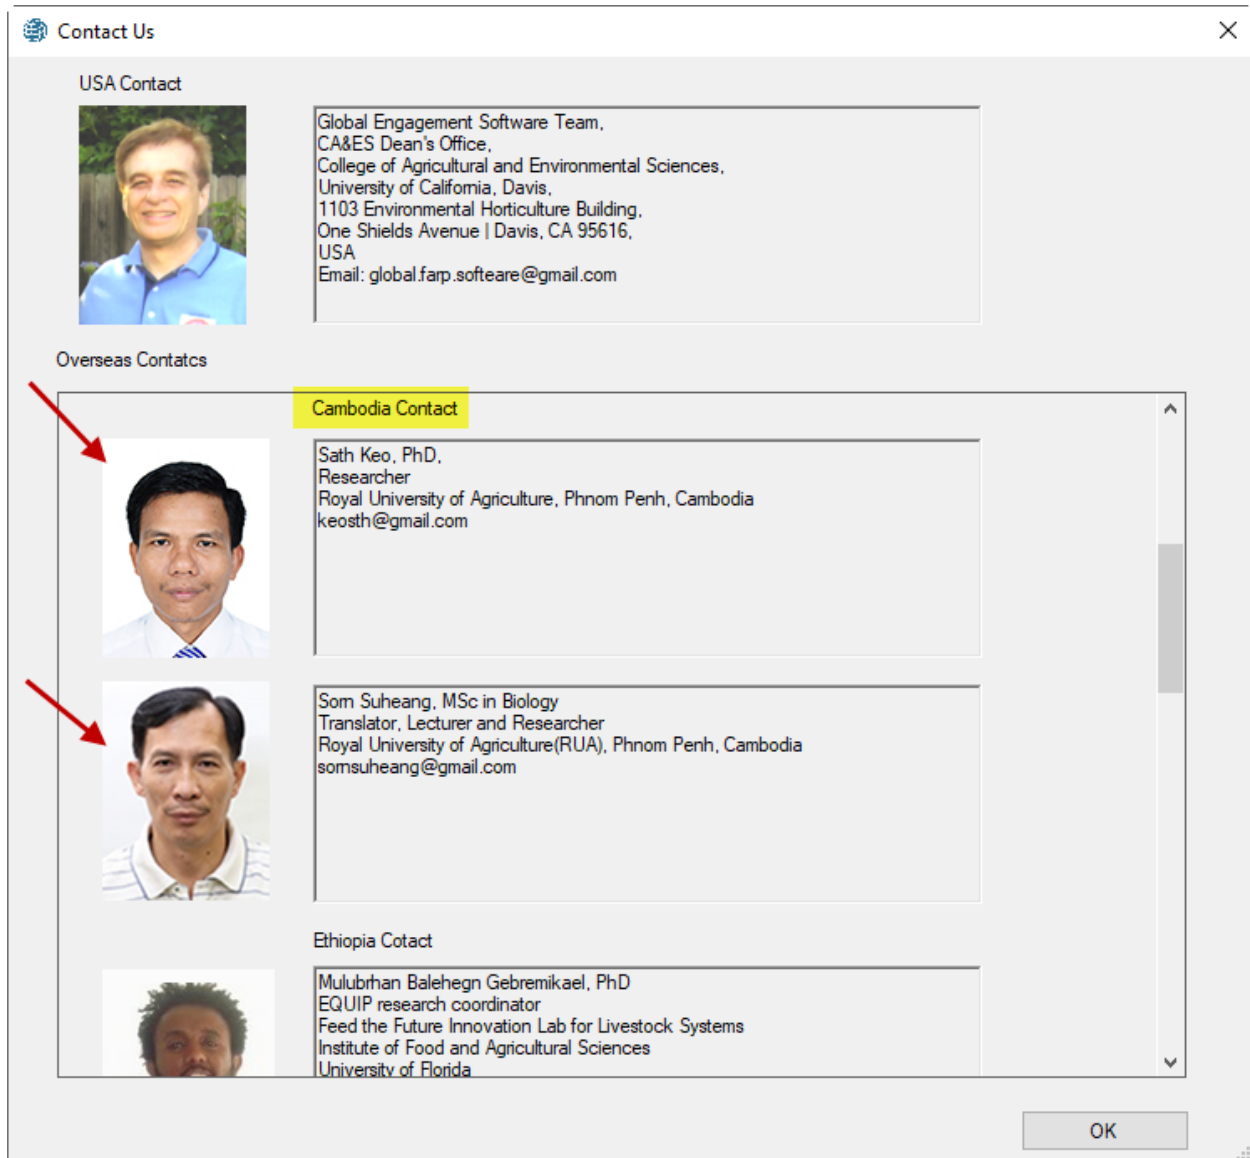 Contact Us
USA Contact
Global Engagement Software Team,
CA&ES Dean's Office,
College of Agricultural and Environmental Sciences,
University of California, Davis,
1103 Environmental Horticulture Building,
One Shields Avenue | Davis, CA 95616,
USA
Email: global.farp.softeare@gmail.com
Overseas Contatcs
Cambodia Contact
Sath Keo, PhD,
Researcher
Royal University of Agriculture, Phnom Penh, Cambodia
keosth@gmail.com
Sorn Suheang, MSc in Biology
Translator, Lecturer and Researcher
Royal University of Agriculture(RUA), Phnom Penh, Cambodia
sornsuheang@gmail.com
Ethiopia Cotact
Mulubrhan Balehegn Gebremikael, PhD
EQUIP research coordinator
Feed the Future Innovation Lab for Livestock Systems
Institute of Food and Agricultural Sciences
University of Florida
OK